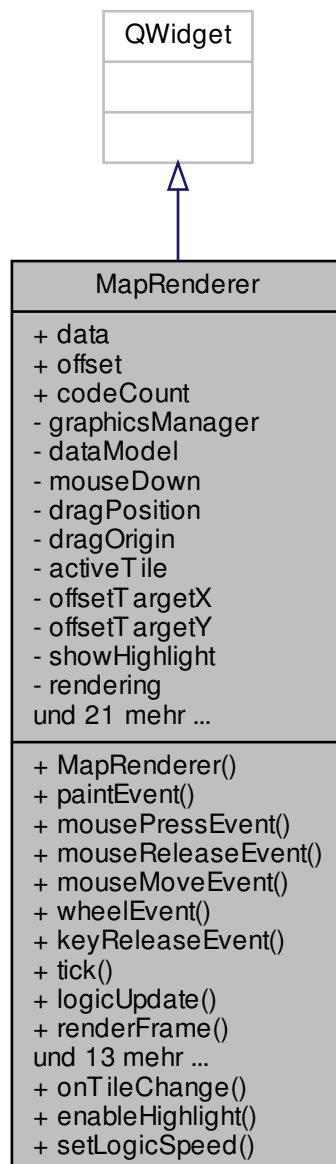 QWidget
MapRenderer
+ data
+ offset
+ codeCount
- graphicsManager
- dataModel
- mouseDown
- dragPosition
- dragOrigin
- activeTile
- offsetTargetX
- offsetTargetY
- showHighlight
- rendering
und 21 mehr ...
+ MapRenderer()
+ paintEvent()
+ mousePressEvent()
+ mouseReleaseEvent()
+ mouseMoveEvent()
+ wheelEvent()
+ keyReleaseEvent()
+ tick()
+ logicUpdate()
+ renderFrame()
und 13 mehr ...
+ onTileChange()
+ enableHighlight()
+ setLogicSpeed()